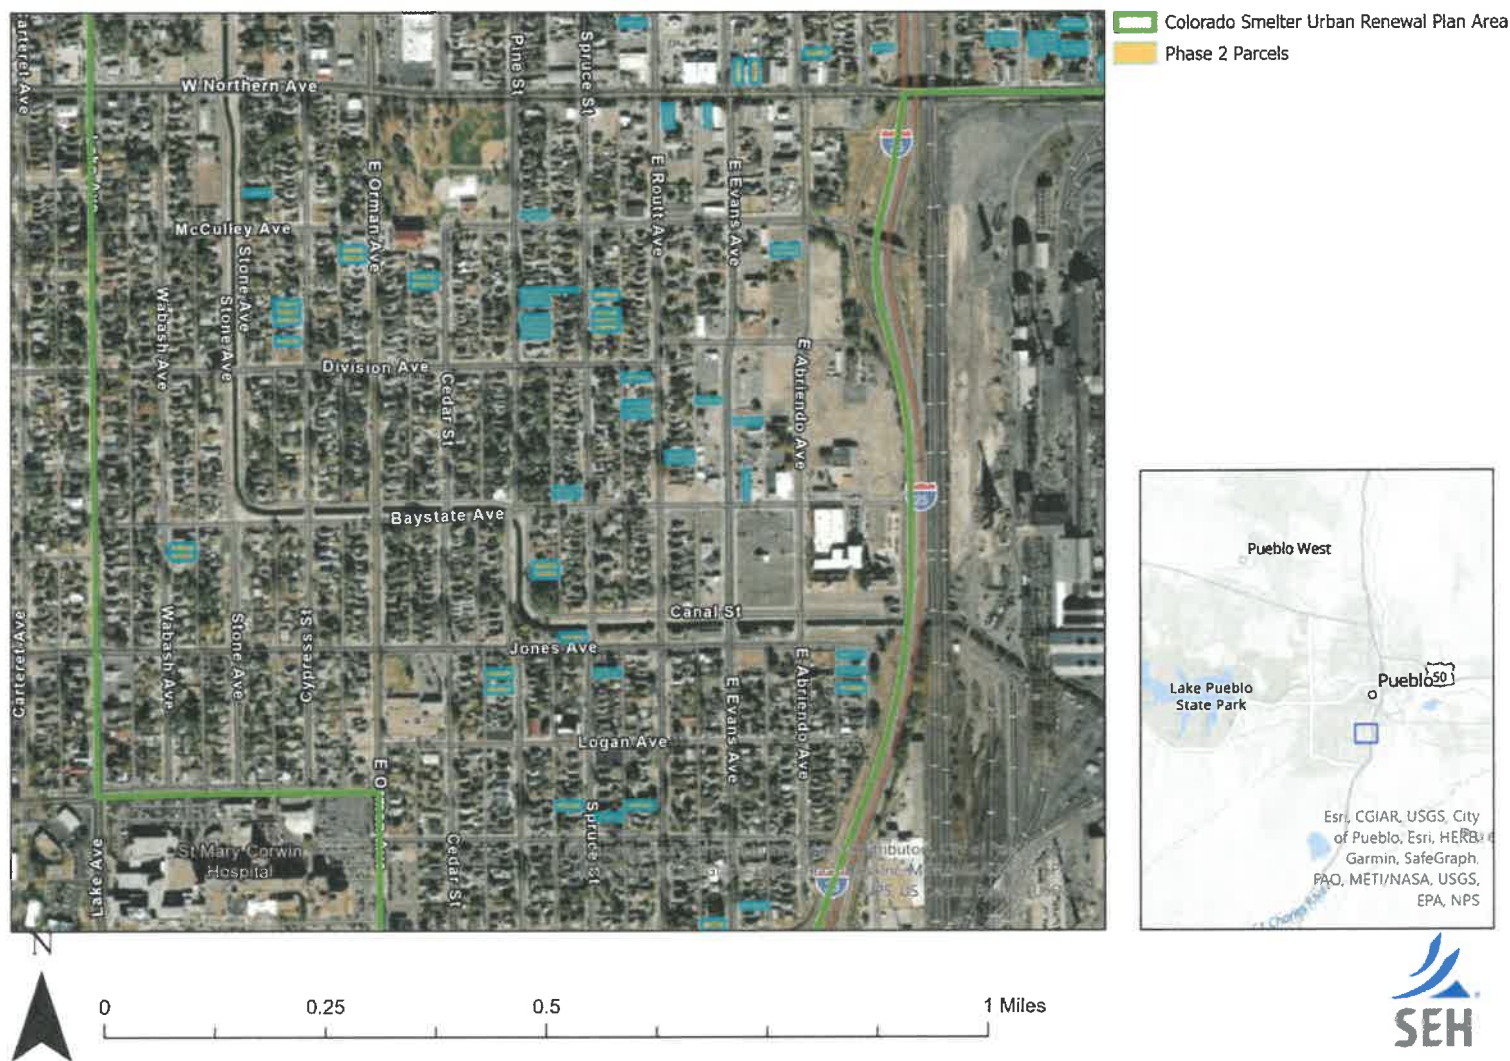 Colorado Smelter Urban Renewal Plan Area
Phase 2 Parcels
Carteret Ave
W Northern Ave
Pine St
Spruce St
E Orman Ave
E Routt Ave
E Evans Ave
McCulley Ave
Stone Ave
Stone Ave
Wabash Ave
Division Ave
Cedar St
E Abriendo Ave
Baystate Ave
Canal St
Jones Ave
Carteret Ave
Wabash Ave
Stone Ave
Cypress St
E Evans Ave
E Abriendo Ave
Logan Ave
Spruce St
Cedar St
Lake Ave
St Mary Corwin
Hospital
Pueblo West
Pueblo
50
Lake Pueblo
State Park
Esri, CGIAR, USGS, City
of Pueblo, Esri, HERE,
Garmin, SafeGraph,
FAO, METI/NASA, USGS,
EPA, NPS
N
0 0.25 0.5 1 Miles
SEH